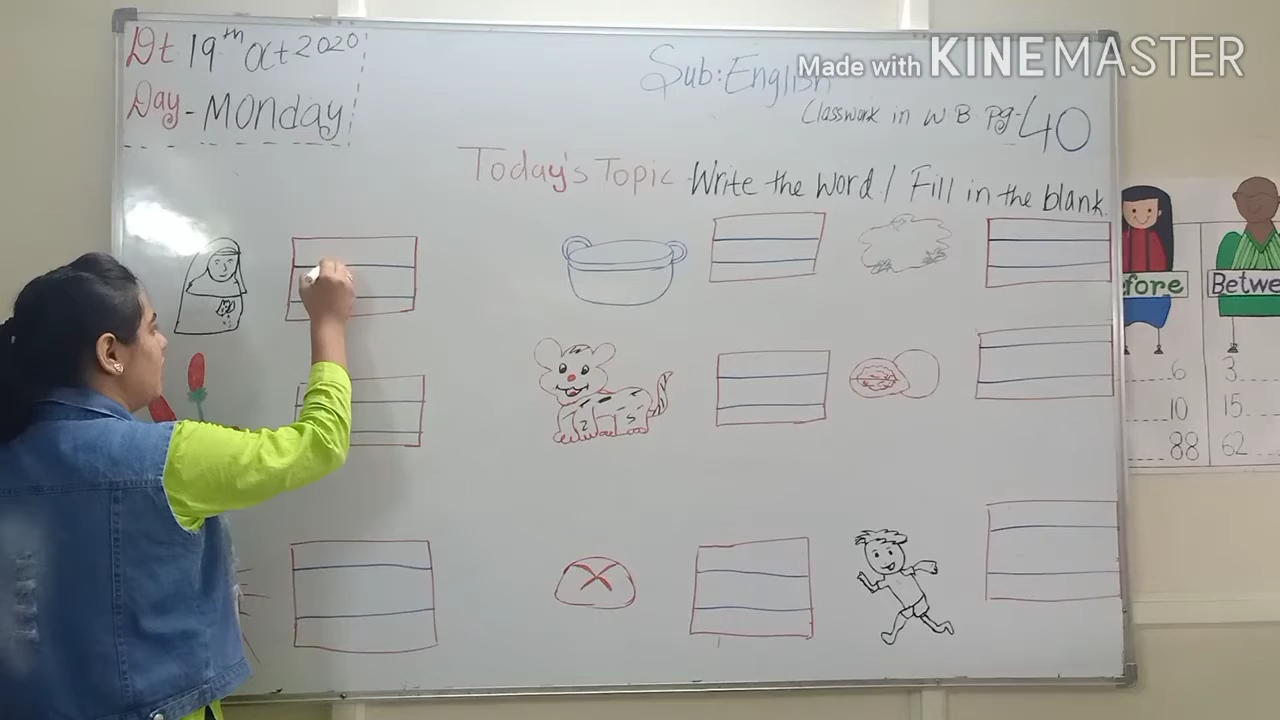 Dt 19th Oct 2020
Day - Monday
Sub: English
Made with KINEMASTER
Classwork in W B Pg - 40
Today's Topic Write the word / Fill in the blank.
fore
Betwe
6
3
10
15
88
62